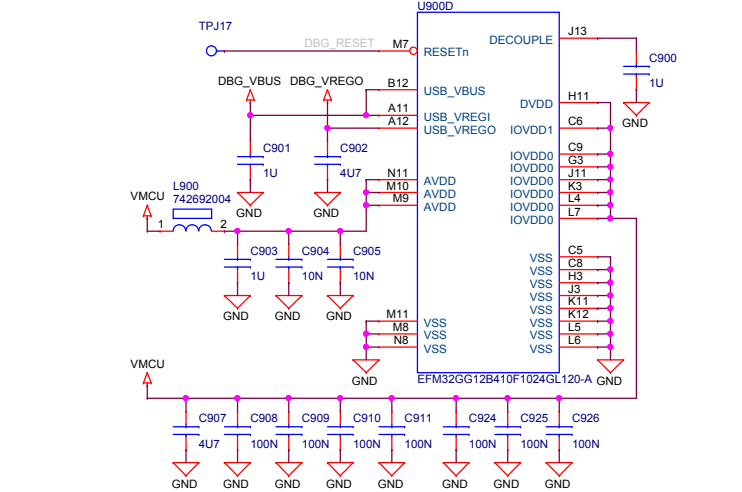 U900D
TPJ17
DBG_RESET
M7
RESETn
DECOUPLE
J13
C900
1U
GND
DBG_VBUS
DBG_VREGO
B12
USB_VBUS
A11
USB_VREGI
A12
USB_VREGO
DVDD
H11
IOVDD1
C6
IOVDD0
C9
IOVDD0
G3
IOVDD0
J11
IOVDD0
K3
IOVDD0
L4
IOVDD0
L7
C901
1U
GND
C902
4U7
GND
N11
AVDD
M10
AVDD
M9
AVDD
L900
742692004
VMCU
1
2
C903
1U
GND
C904
10N
GND
C905
10N
GND
VSS
C5
VSS
C8
VSS
H3
VSS
J3
VSS
K11
VSS
K12
VSS
L5
VSS
L6
GND
M11
VSS
M8
VSS
N8
VSS
GND
EFM32GG12B410F1024GL120-A
VMCU
C907
4U7
GND
C908
100N
GND
C909
100N
GND
C910
100N
GND
C911
100N
GND
C924
100N
GND
C925
100N
GND
C926
100N
GND